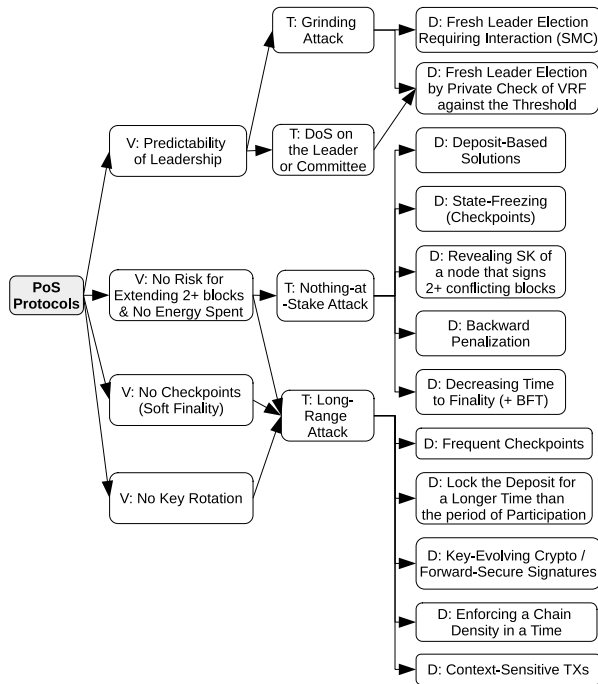 PoS
Protocols
V: Predictability
of Leadership
V: No Risk for
Extending 2+ blocks
& No Energy Spent
V: No Checkpoints
(Soft Finality)
V: No Key Rotation
T: Grinding
Attack
T: DoS on
the Leader
or Committee
T: Nothing-at
-Stake Attack
T: Long-
Range
Attack
D: Fresh Leader Election
Requiring Interaction (SMC)
D: Fresh Leader Election
by Private Check of VRF
against the Threshold
D: Deposit-Based
Solutions
D: State-Freezing
(Checkpoints)
D: Revealing SK of
a node that signs
2+ conflicting blocks
D: Backward
Penalization
D: Decreasing Time
to Finality (+ BFT)
D: Frequent Checkpoints
D: Lock the Deposit for
a Longer Time than
the period of Participation
D: Key-Evolving Crypto /
Forward-Secure Signatures
D: Enforcing a Chain
Density in a Time
D: Context-Sensitive TXs